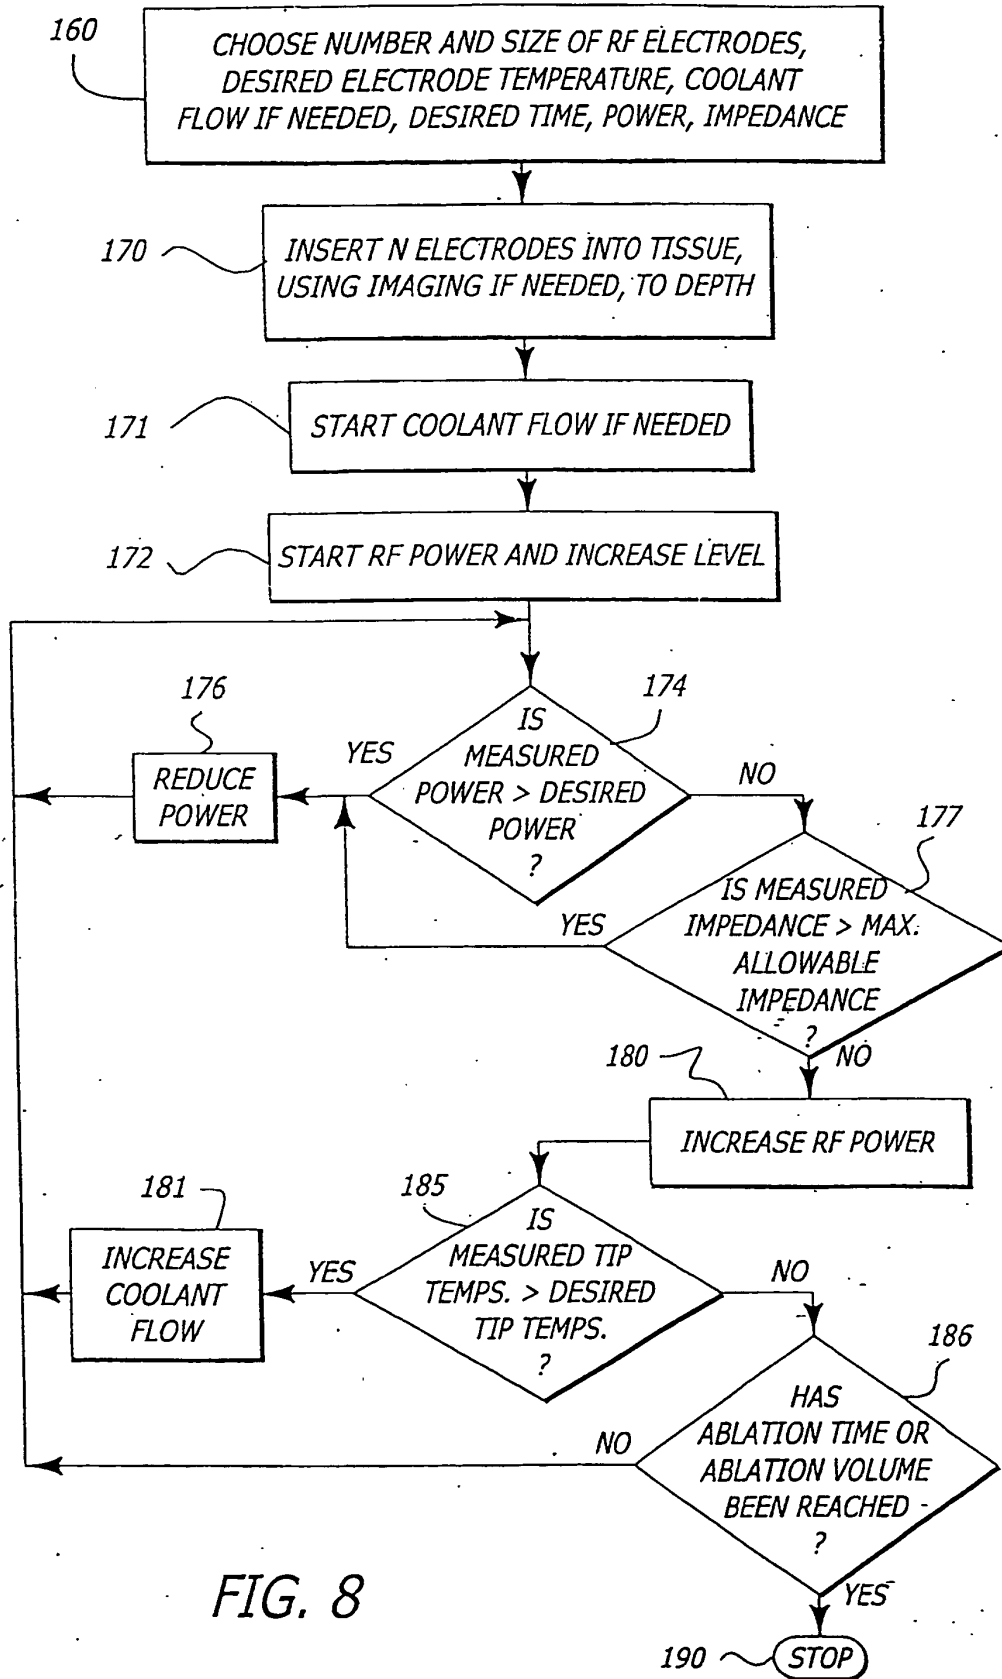 160
CHOOSE NUMBER AND SIZE OF RF ELECTRODES,
DESIRED ELECTRODE TEMPERATURE, COOLANT
FLOW IF NEEDED, DESIRED TIME, POWER, IMPEDANCE
170
INSERT N ELECTRODES INTO TISSUE,
USING IMAGING IF NEEDED, TO DEPTH
171
START COOLANT FLOW IF NEEDED
172
START RF POWER AND INCREASE LEVEL
174
IS
MEASURED
POWER > DESIRED
POWER
?
YES
NO
176
REDUCE
POWER
177
IS MEASURED
IMPEDANCE > MAX.
ALLOWABLE
IMPEDANCE
?
YES
NO
180
INCREASE RF POWER
185
IS
MEASURED TIP
TEMPS. > DESIRED
TIP TEMPS.
?
YES
NO
181
INCREASE
COOLANT
FLOW
186
HAS
ABLATION TIME OR
ABLATION VOLUME
BEEN REACHED
?
NO
YES
190
STOP
FIG. 8